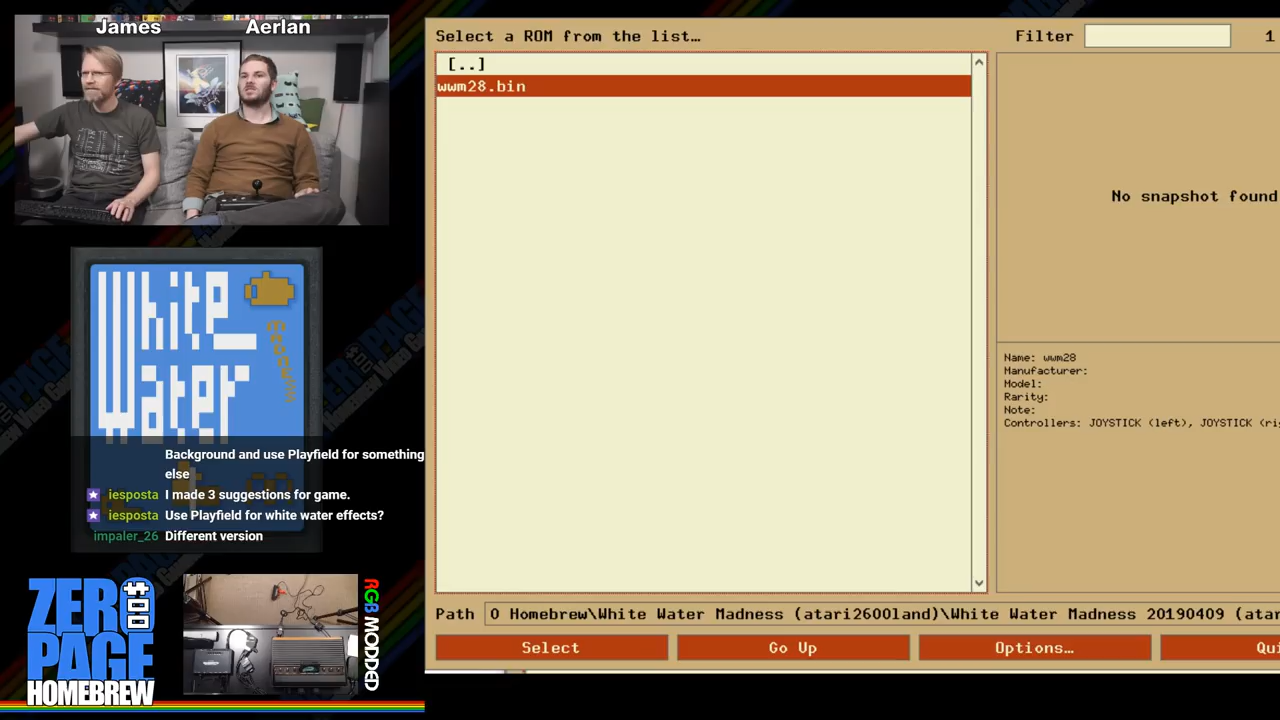 James Aerlan
Select a ROM from the list… Filter 1
[..]
wwm28.bin
No snapshot found
White_
Water
Madness
Name: wwm28
Manufacturer:
Model:
Rarity:
Note:
Controllers: JOYSTICK (left), JOYSTICK (ri
Background and use Playfield for something
else
iesposta I made 3 suggestions for game.
iesposta Use Playfield for white water effects?
impaler_26 Different version
ZERO
PAGE
HOMEBREW
RGB MODDED
Path O Homebrew\White Water Madness (atari2600land)\White Water Madness 20190409 (atar
Select Go Up Options… Qui